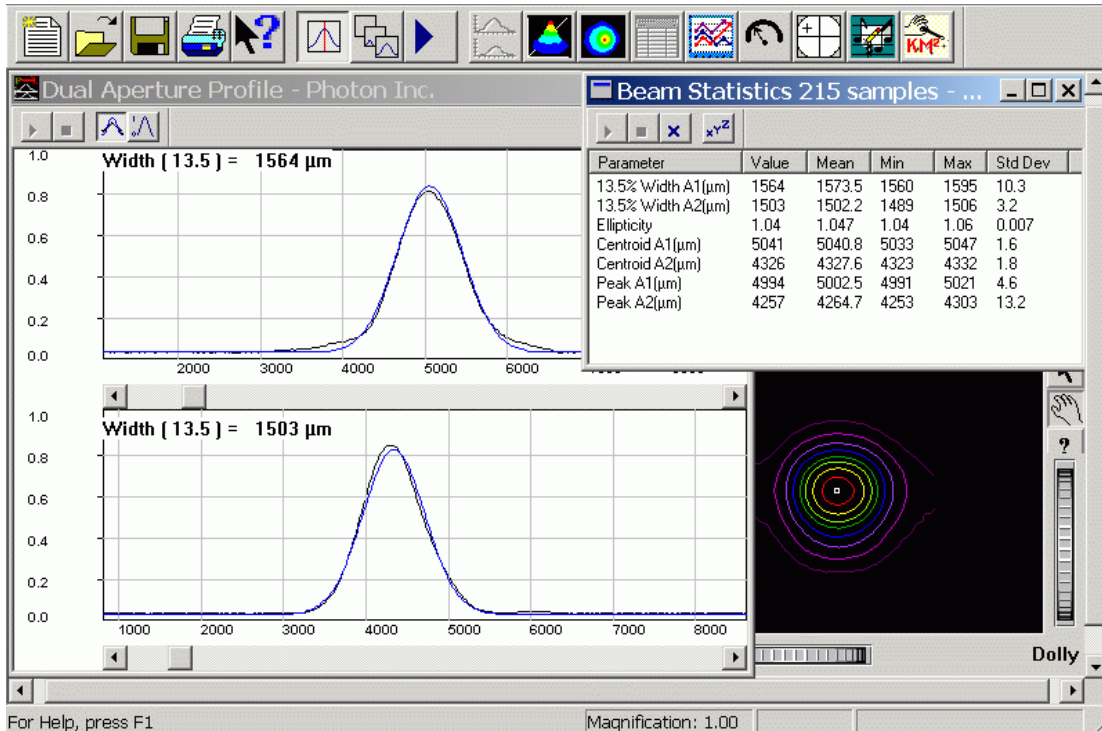 KM²
Dual Aperture Profile - Photon Inc.
Width ( 13.5 ) = 1564 µm
1.0
0.8
0.6
0.4
0.2
0.0
2000 3000 4000 5000 6000
Width ( 13.5 ) = 1503 µm
1.0
0.8
0.6
0.4
0.2
0.0
1000 2000 3000 4000 5000 6000 7000 8000
Beam Statistics 215 samples - ...
XYZ
Parameter Value Mean Min Max Std Dev
13.5% Width A1(µm) 1564 1573.5 1560 1595 10.3
13.5% Width A2(µm) 1503 1502.2 1489 1506 3.2
Ellipticity 1.04 1.047 1.04 1.06 0.007
Centroid A1(µm) 5041 5040.8 5033 5047 1.6
Centroid A2(µm) 4326 4327.6 4323 4332 1.8
Peak A1(µm) 4994 5002.5 4991 5021 4.6
Peak A2(µm) 4257 4264.7 4253 4303 13.2
?
Dolly
For Help, press F1
Magnification: 1.00